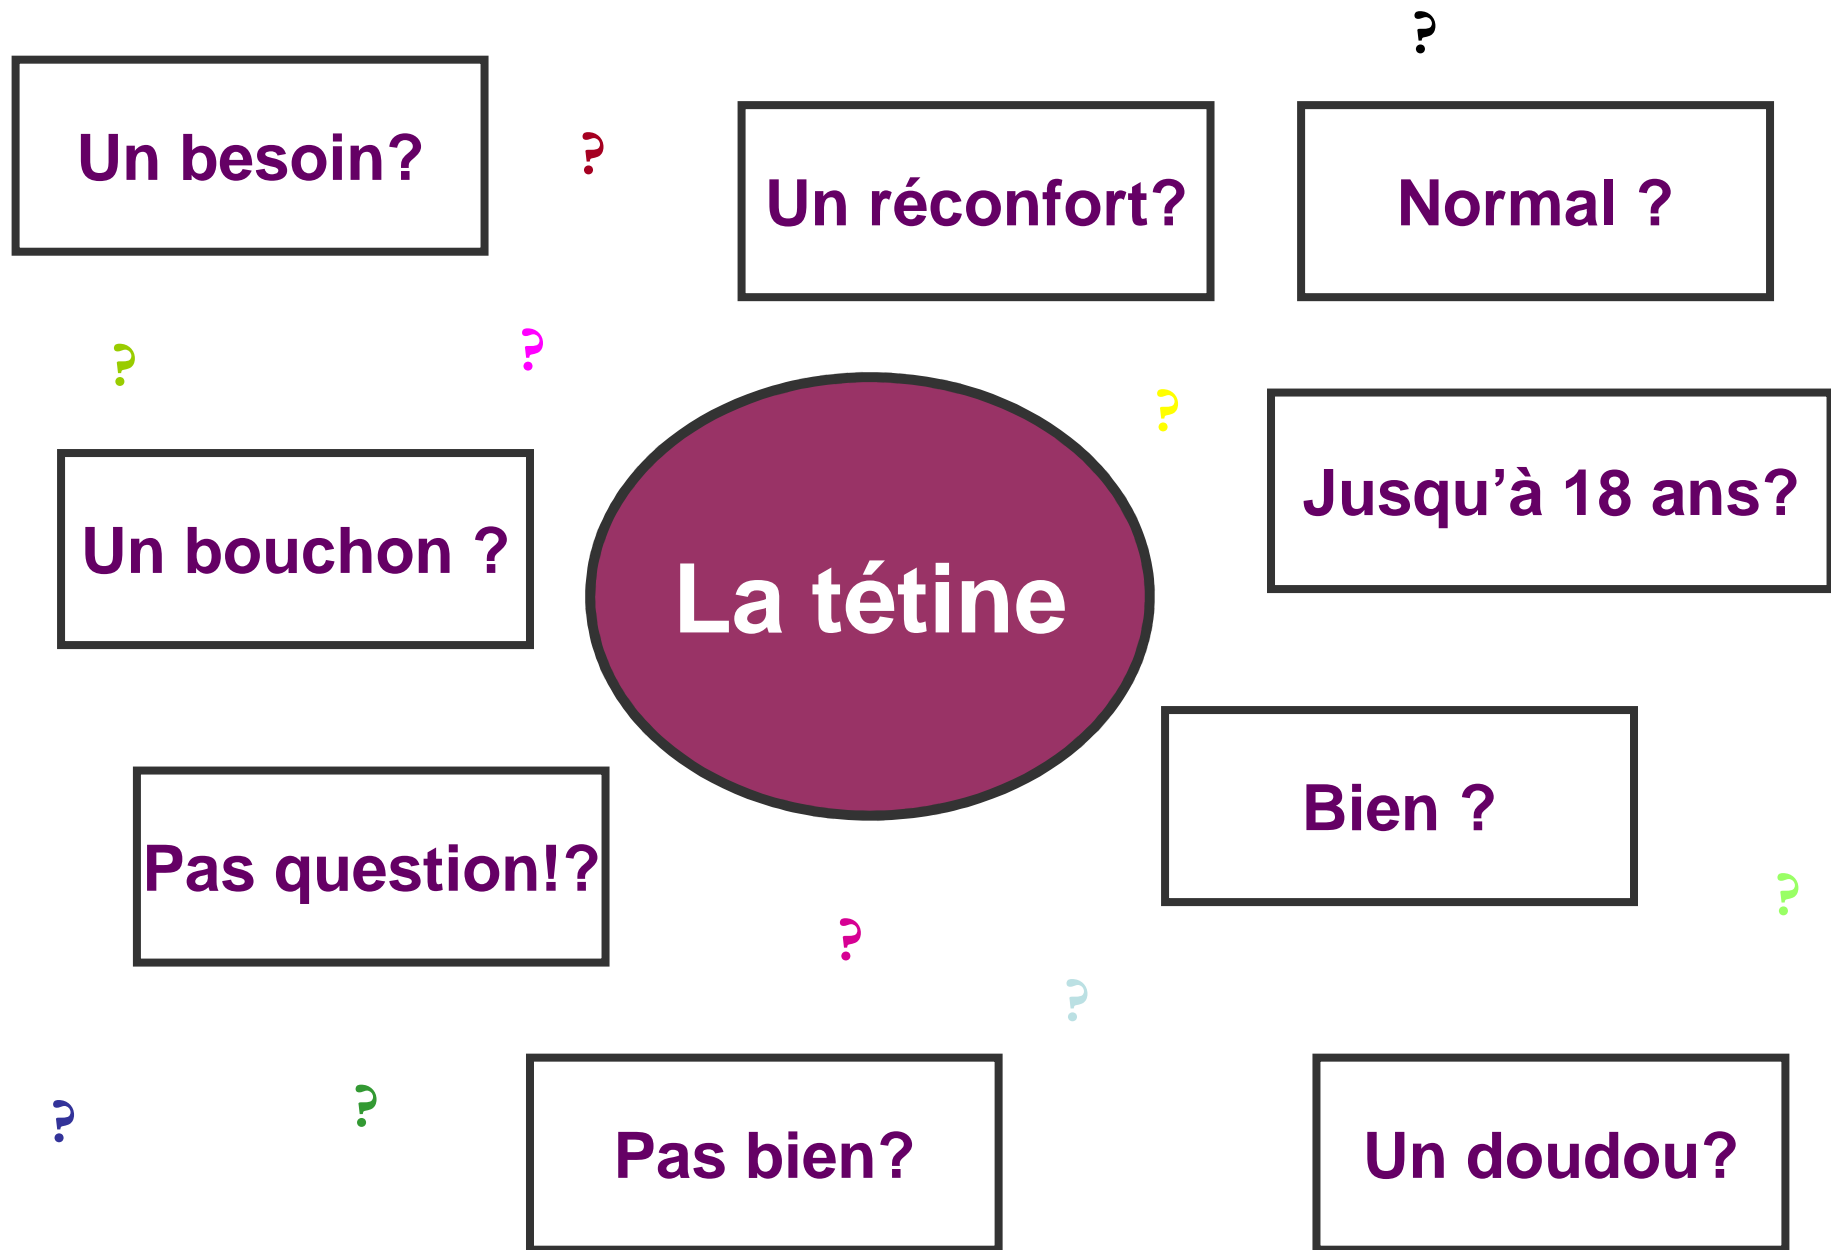 ?
Un besoin?
?
Un réconfort?
Normal ?
?
?
?
Jusqu’à 18 ans?
Un bouchon ?
La tétine
Bien ?
Pas question!?
?
?
?
?
?
Pas bien?
Un doudou?